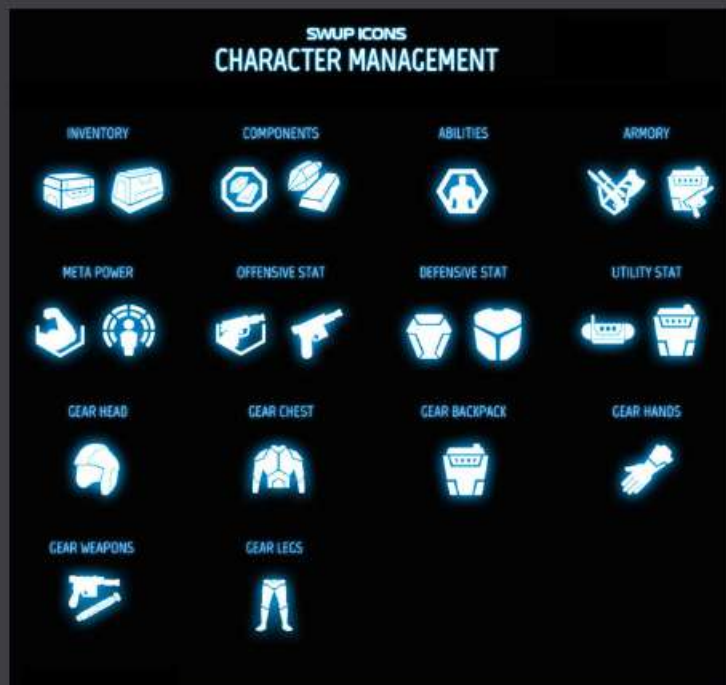 SWUP ICONS
CHARACTER MANAGEMENT
INVENTORY
COMPONENTS
ABILITIES
ARMORY
META POWER
OFFENSIVE STAT
DEFENSIVE STAT
UTILITY STAT
GEAR HEAD
GEAR CHEST
GEAR BACKPACK
GEAR HANDS
GEAR WEAPONS
GEAR LEGS